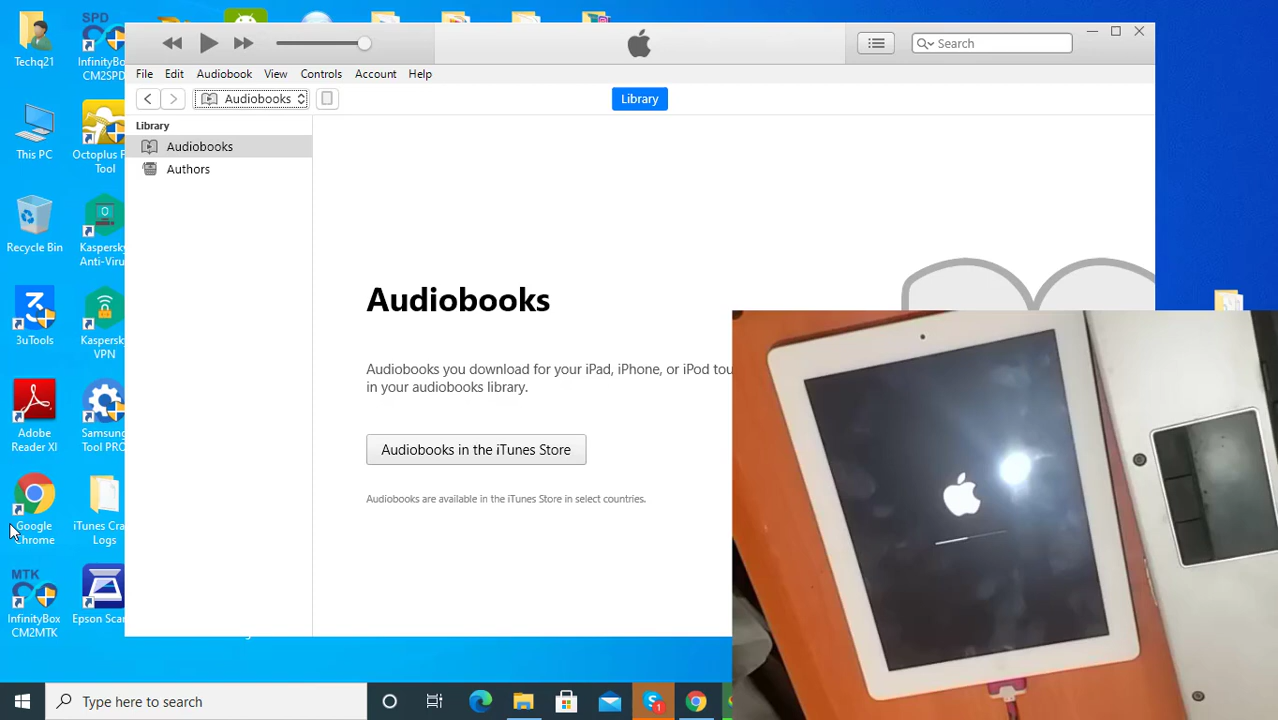 SPD
Techq21
InfinityBox
CM2SPD
Search
File Edit Audiobook View Controls Account Help
Audiobooks
Library
Library
Audiobooks
Authors
This PC
Octoplus F
Tool
Recycle Bin
Kaspersky
Anti-Viru
3uTools
Kaspersky
VPN
Audiobooks
Audiobooks you download for your iPad, iPhone, or iPod tou
in your audiobooks library.
Audiobooks in the iTunes Store
Audiobooks are available in the iTunes Store in select countries.
Adobe
Reader XI
Samsung
Tool PRO
Google
Chrome
iTunes Cra
Logs
MTK
InfinityBox
CM2MTK
Epson Scan
Type here to search
1